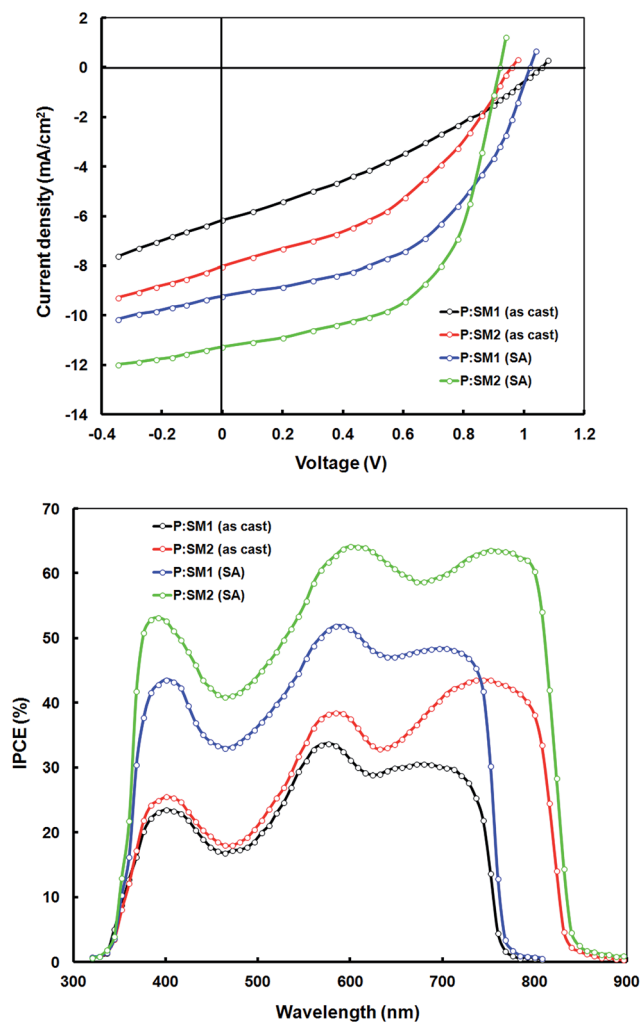 2
0
-2
-4
-6
-8
-10
-12
-14
Current density (mA/cm²)
P:SM1 (as cast)
P:SM2 (as cast)
P:SM1 (SA)
P:SM2 (SA)
-0.4 -0.2 0 0.2 0.4 0.6 0.8 1 1.2
Voltage (V)
70
60
50
40
30
20
10
0
IPCE (%)
P:SM1 (as cast)
P:SM2 (as cast)
P:SM1 (SA)
P:SM2 (SA)
300 400 500 600 700 800 900
Wavelength (nm)